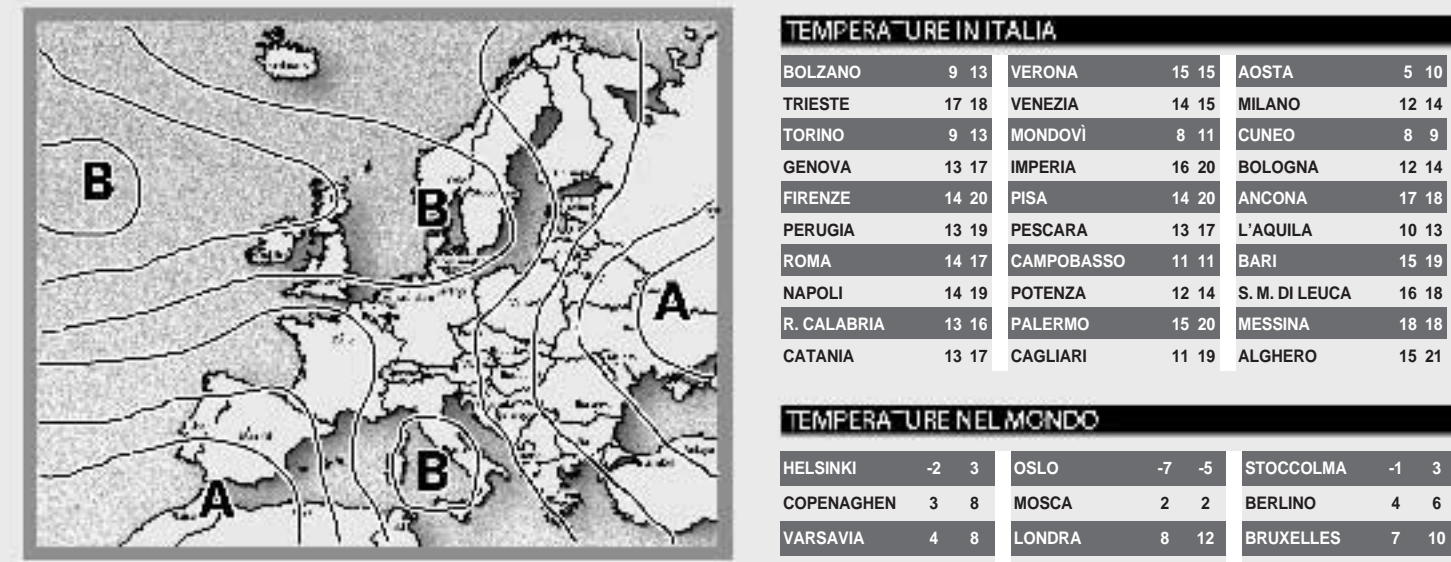 B
B
A
B
A
TEMPERATURE IN ITALIA
BOLZANO 9 13 VERONA 15 15 AOSTA 5 10
TRIESTE 17 18 VENEZIA 14 15 MILANO 12 14
TORINO 9 13 MONDOVÌ 8 11 CUNEO 8 9
GENOVA 13 17 IMPERIA 16 20 BOLOGNA 12 14
FIRENZE 14 20 PISA 14 20 ANCONA 17 18
PERUGIA 13 19 PESCARA 13 17 L'AQUILA 10 13
ROMA 14 17 CAMPOBASSO 11 11 BARI 15 19
NAPOLI 14 19 POTENZA 12 14 S. M. DI LEUCA 16 18
R. CALABRIA 13 16 PALERMO 15 20 MESSINA 18 18
CATANIA 13 17 CAGLIARI 11 19 ALGHERO 15 21
TEMPERATURE NEL MONDO
HELSINKI -2 3 OSLO -7 -5 STOCCOLMA -1 3
COPENAGHEN 3 8 MOSCA 2 2 BERLINO 4 6
VARSAVIA 4 8 LONDRA 8 12 BRUXELLES 7 10